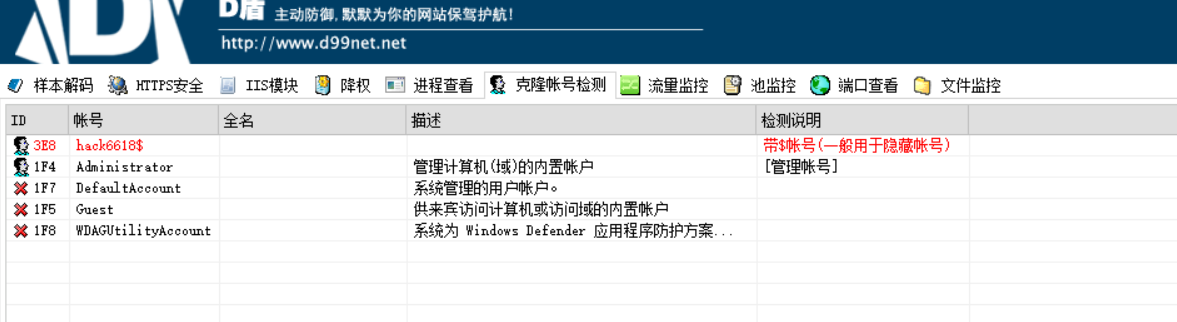 D盾 主动防御,默默为你的网站保驾护航!
http://www.d99net.net
样本解码 HTTPS安全 IIS模块 降权 进程查看 克隆帐号检测 流量监控 池监控 端口查看 文件监控
ID 帐号 全名 描述 检测说明
3E8 hack6618$ 带$帐号(一般用于隐藏帐号)
1F4 Administrator 管理计算机(域)的内置帐户 [管理帐号]
1F7 DefaultAccount 系统管理的用户帐户。
1F5 Guest 供来宾访问计算机或访问域的内置帐户
1F8 WDAGUtilityAccount 系统为 Windows Defender 应用程序防护方案...